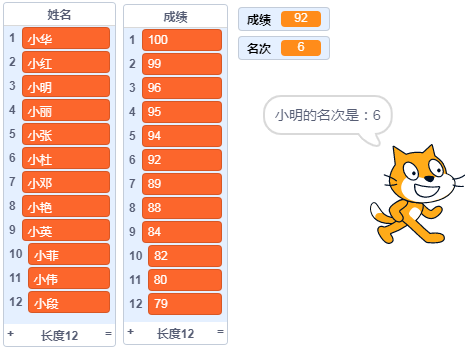 姓名
1 小华
2 小红
3 小明
4 小丽
5 小张
6 小杜
7 小邓
8 小艳
9 小英
10 小菲
11 小伟
12 小段
+ 长度12 =
成绩
1 100
2 99
3 96
4 95
5 94
6 92
7 89
8 88
9 84
10 82
11 80
12 79
+ 长度12 =
成绩 92
名次 6
小明的名次是：6